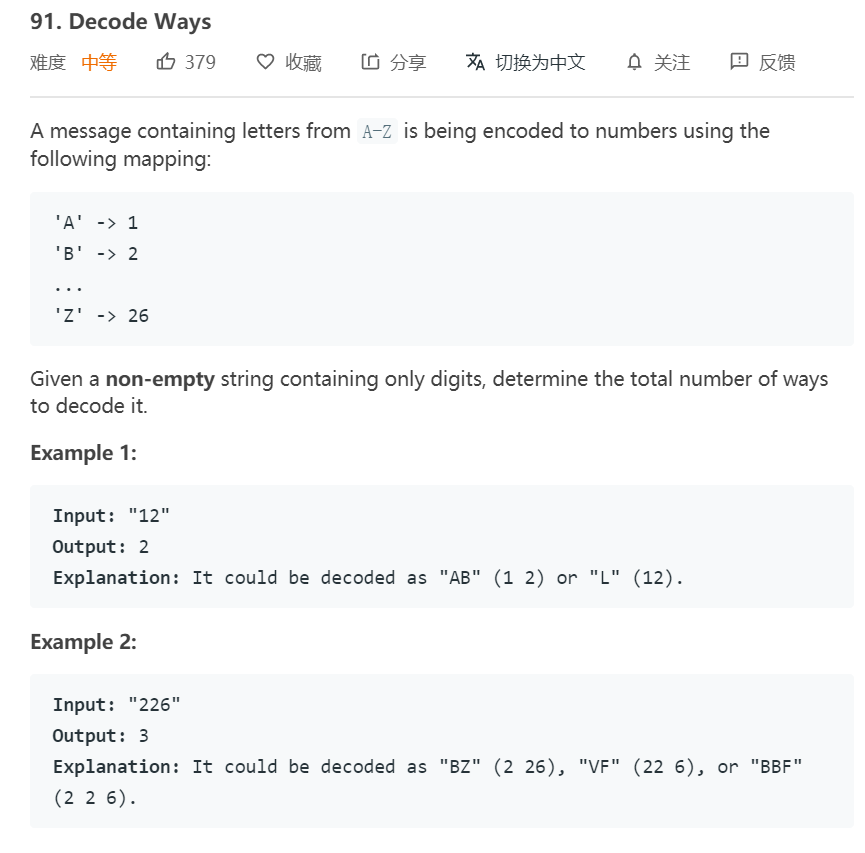 91. Decode Ways
难度 中等 379 收藏 分享 切换为中文 关注 反馈
A message containing letters from A-Z is being encoded to numbers using the
following mapping:
'A' -> 1
'B' -> 2
...
'Z' -> 26
Given a non-empty string containing only digits, determine the total number of ways
to decode it.
Example 1:
Input: "12"
Output: 2
Explanation: It could be decoded as "AB" (1 2) or "L" (12).
Example 2:
Input: "226"
Output: 3
Explanation: It could be decoded as "BZ" (2 26), "VF" (22 6), or "BBF"
(2 2 6).